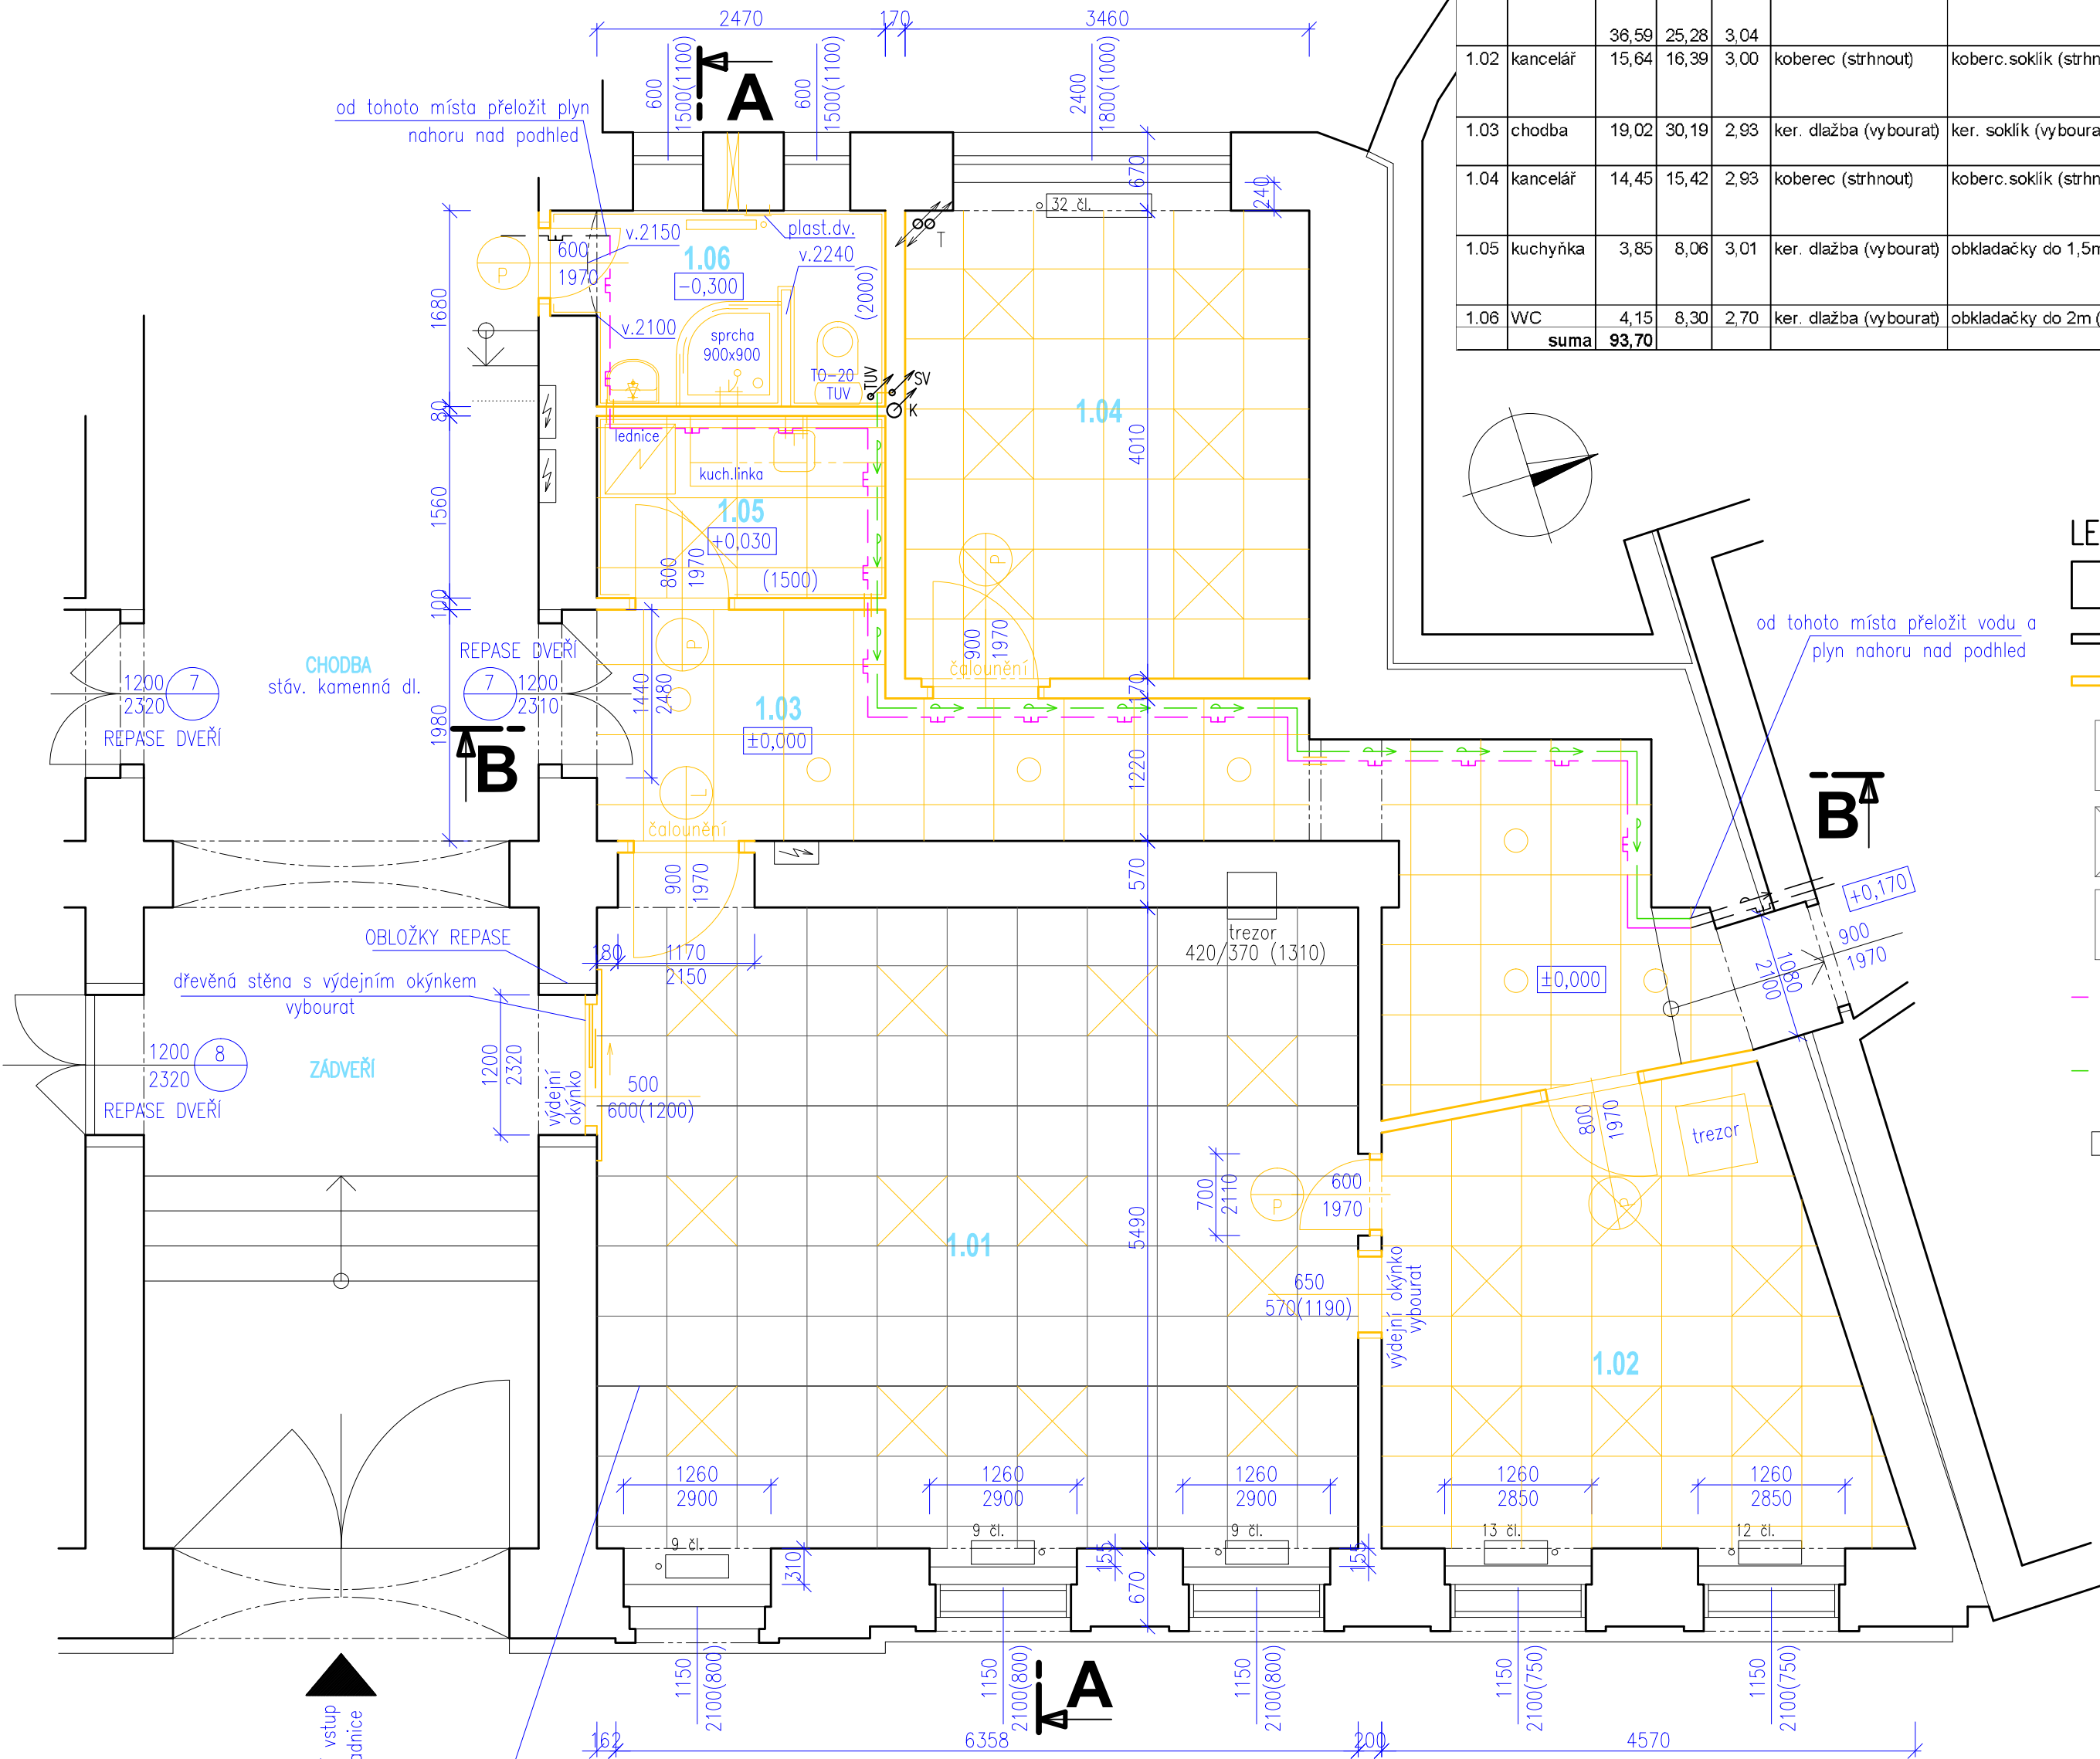 2470
170
3460
600
1500(1100)
A
600
1500(1100)
2400
1800(1000)
36,59 25,28 3,04
1.02 kancelář 15,64 16,39 3,00 koberec (strhnout)
1.03 chodba 19,02 30,19 2,93 ker. dlažba (vybourat)
1.04 kancelář 14,45 15,42 2,93 koberec (strhnout)
1.05 kuchyňka 3,85 8,06 3,01 ker. dlažba (vybourat) obkladačky do
1.06 WC 4,15 8,30 2,70 ker. dlažba (vybourat) obkladačky do 2m
suma 93,70
od tohoto místa přeložit plyn
nahoru nad podhled
670
240
32 čl.
T
v.2150
plast.dv.
1.06
v.2240
-0,300
600
1970
P
(2000)
1680
v.2100
sprcha
900x900
TO-20
TUV
TUV
SV
K
80
lednice
kuch.linka
1.04
4010
1560
1.05
+0,030
800
1970
(1500)
100
P
900
1970
čalounění
od tohoto místa přeložit vodu a
plyn nahoru nad podhled
CHODBA
stáv. kamenná dl.
REPASE DVEŘÍ
1200
2320
7
REPASE DVEŘÍ
7
1200
2310
1980
B
1440
2480
P
1.03
±0,000
170
1220
L
čalounění
B
900
1970
570
+0,170
900
1970
1080
2100
OBLOŽKY REPASE
180
1170
2150
trezor
420/370 (1310)
±0,000
dřevěná stěna s výdejním okýnkem
vybourat
1200
2320
8
REPASE DVEŘÍ
ZÁDVEŘÍ
1200
2320
výdejní
okýnko
500
600(1200)
800
1970
trezor
P
700
2110
P
600
1970
1.01
5490
650
570(1190)
výdejní okýnko
vybourat
1.02
1260
2900
1260
2900
1260
2900
1260
2850
1260
2850
9 čl.
9 čl.
9 čl.
13 čl.
12 čl.
310
155
155
670
1150
2100(800)
1150
2100(800)
1150
2100(800)
1150
2100(750)
1150
2100(750)
A
vstup
162
6358
200
4570